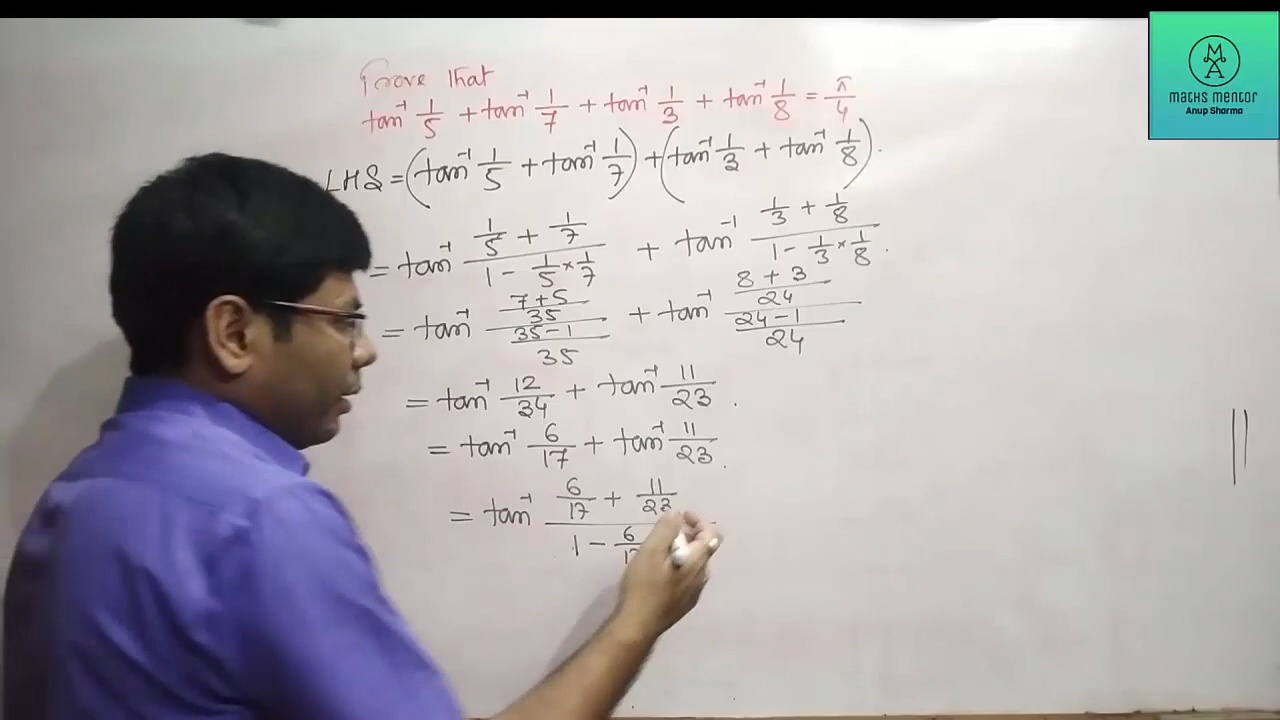 Prove that
tan⁻¹ 1/5 + tan⁻¹ 1/7 + tan⁻¹ 1/3 + tan⁻¹ 1/8 = π/4
LHS = (tan⁻¹ 1/5 + tan⁻¹ 1/7) + (tan⁻¹ 1/3 + tan⁻¹ 1/8).
= tan⁻¹ (1/5 + 1/7)/(1 - 1/5 × 1/7) + tan⁻¹ (1/3 + 1/8)/(1 - 1/3 × 1/8).
= tan⁻¹ ((7+5)/35)/((35-1)/35) + tan⁻¹ ((8+3)/24)/((24-1)/24)
= tan⁻¹ 12/34 + tan⁻¹ 11/23.
= tan⁻¹ 6/17 + tan⁻¹ 11/23.
= tan⁻¹ (6/17 + 11/23)/(1 - 6/
MA
MATHS MENTOR
Anup Sharma